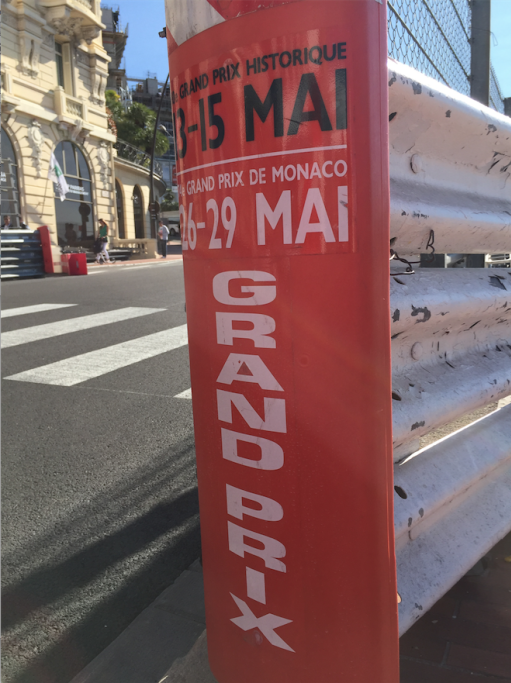 GRAND PRIX HISTORIQUE
3-15 MAI
GRAND PRIX DE MONACO
26-29 MAI
GRAND
PRIX